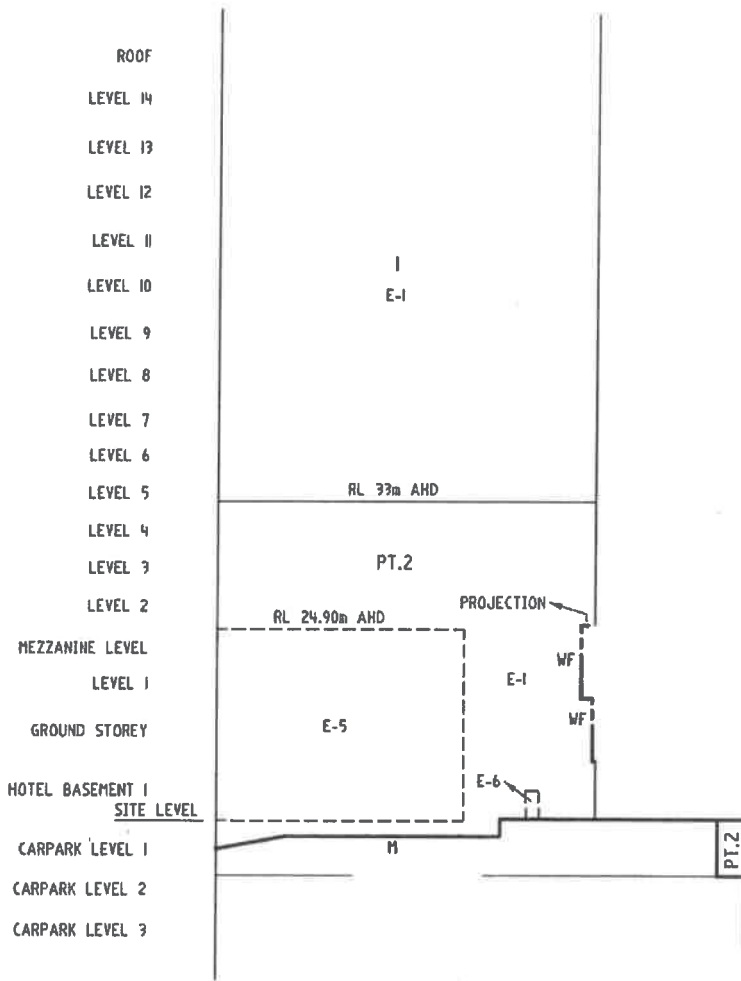 ROOF
LEVEL 14
LEVEL 13
LEVEL 12
LEVEL 11
I
LEVEL 10
E-1
LEVEL 9
LEVEL 8
LEVEL 7
LEVEL 6
LEVEL 5
RL 33m AHD
LEVEL 4
LEVEL 3
PT.2
LEVEL 2
PROJECTION
RL 24.90m AHD
MEZZANINE LEVEL
WF
LEVEL 1
E-1
WF
GROUND STOREY
E-5
E-6
HOTEL BASEMENT 1
SITE LEVEL
CARPARK LEVEL 1
M
PT.2
CARPARK LEVEL 2
CARPARK LEVEL 3